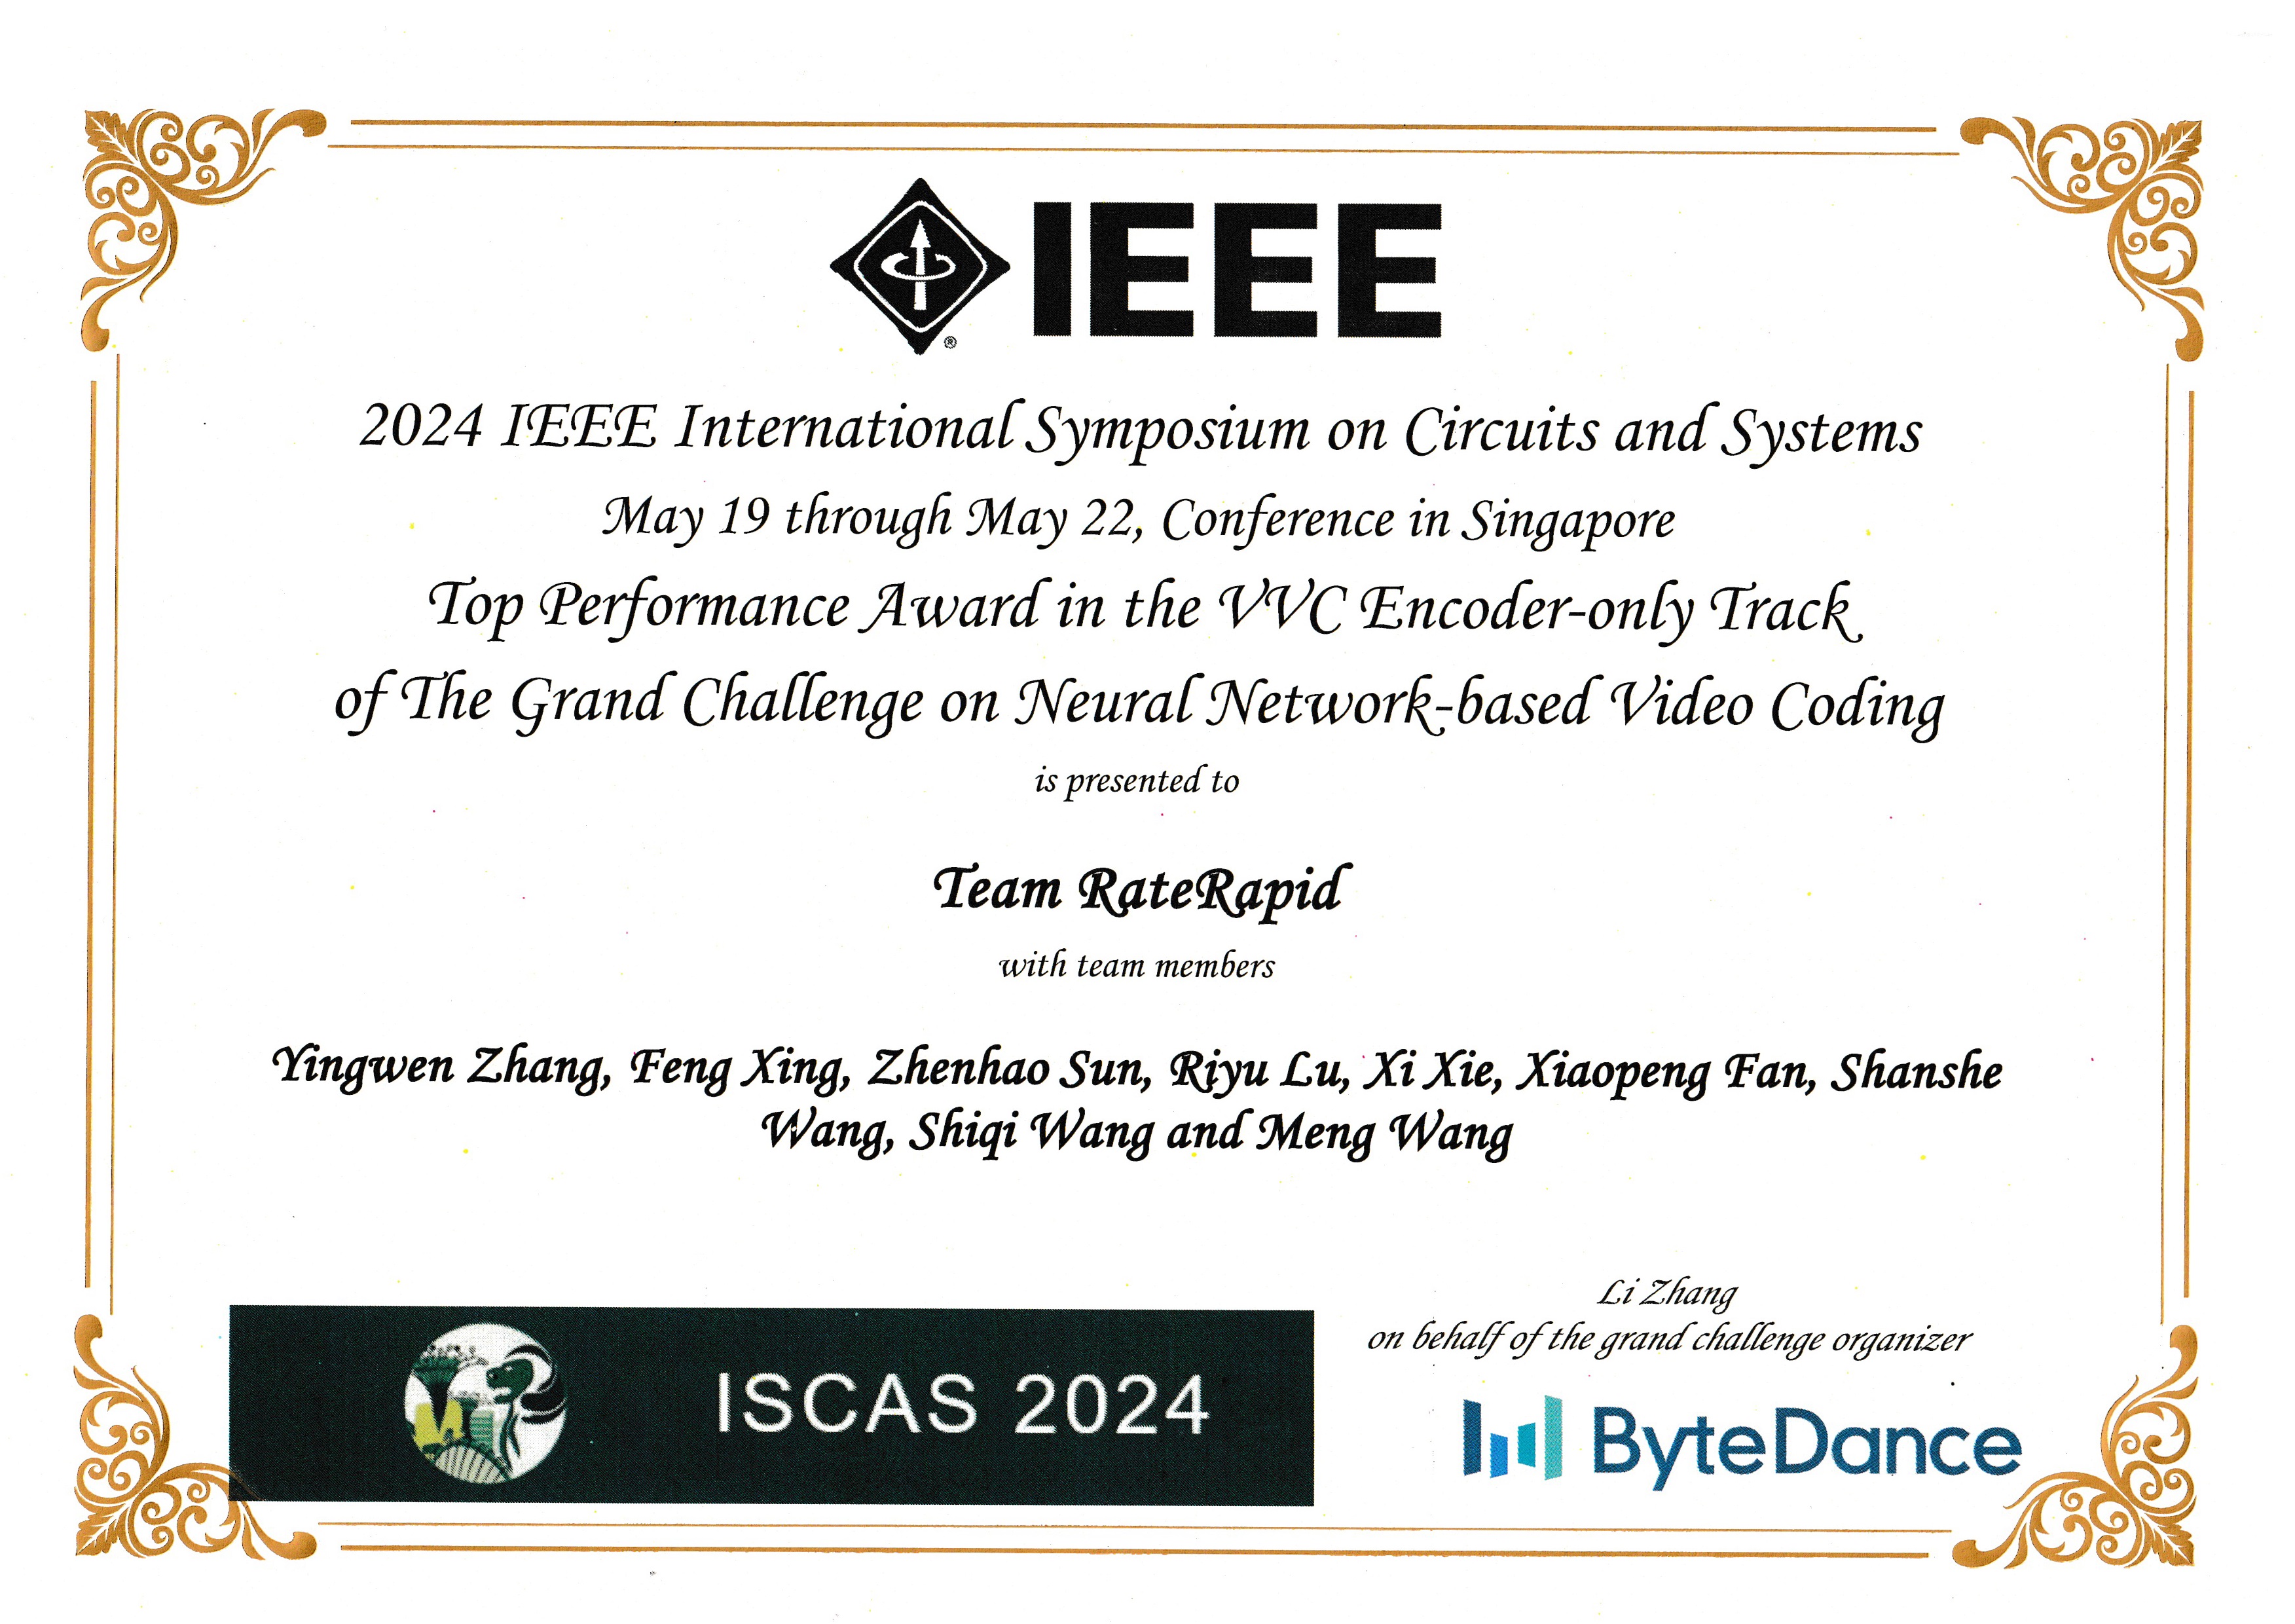 IEEE
2024 IEEE International Symposium on Circuits and Systems
May 19 through May 22, Conference in Singapore
Top Performance Award in the VVC Encoder-only Track
of The Grand Challenge on Neural Network-based Video Coding
is presented to
Team RateRapid
with team members
Yingwen Zhang, Feng Xing, Zhenhao Sun, Riyu Lu, Xi Xie, Xiaopeng Fan, Shanshe
Wang, Shiqi Wang and Meng Wang
Li Zhang
on behalf of the grand challenge organizer
ISCAS 2024
ByteDance